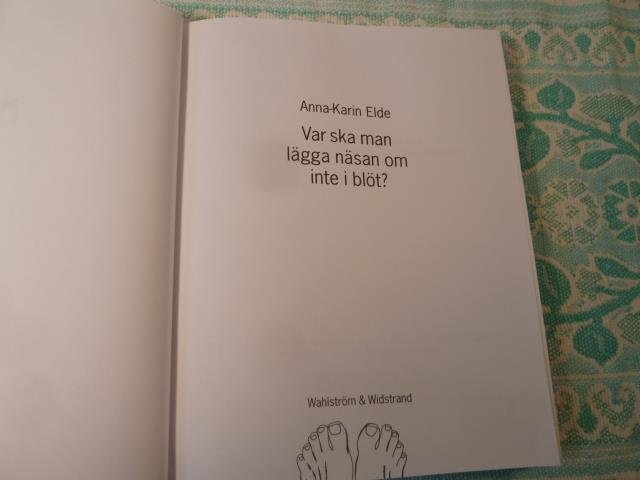 Anna-Karin Elde
Var ska man
lägga näsan om
inte i blöt?
Wahlström & Widstrand